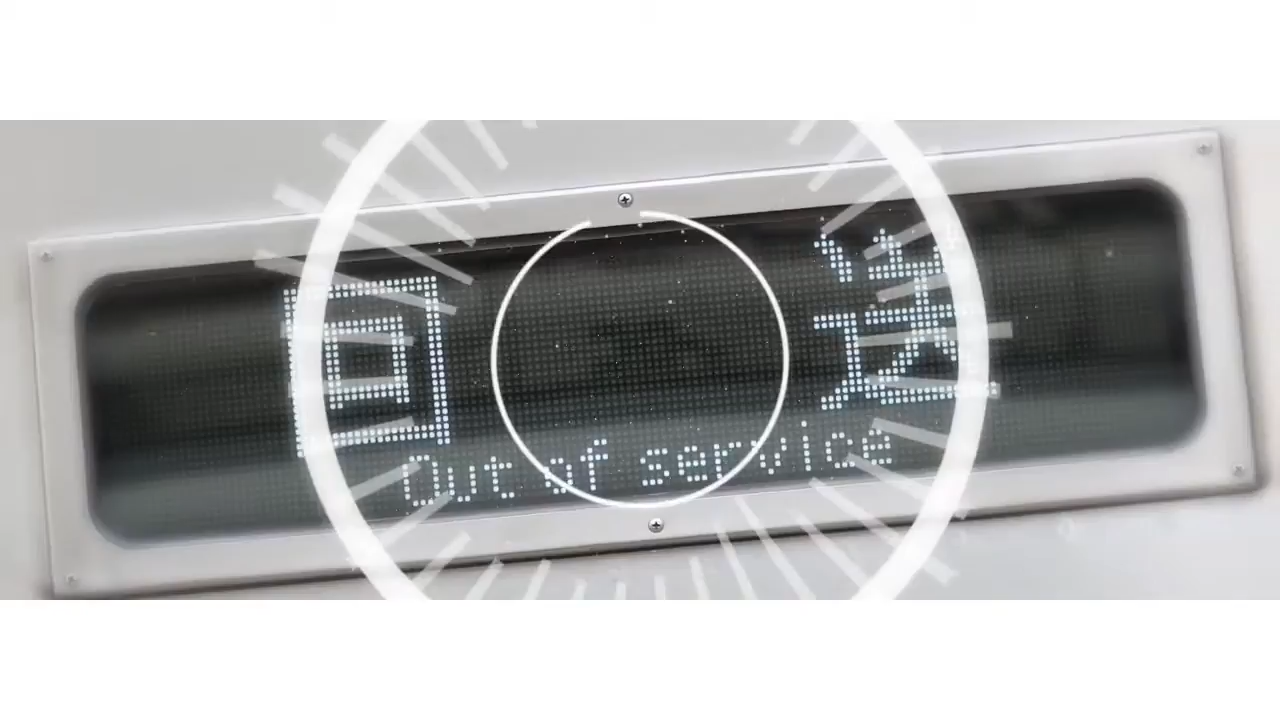 回送
Out of service